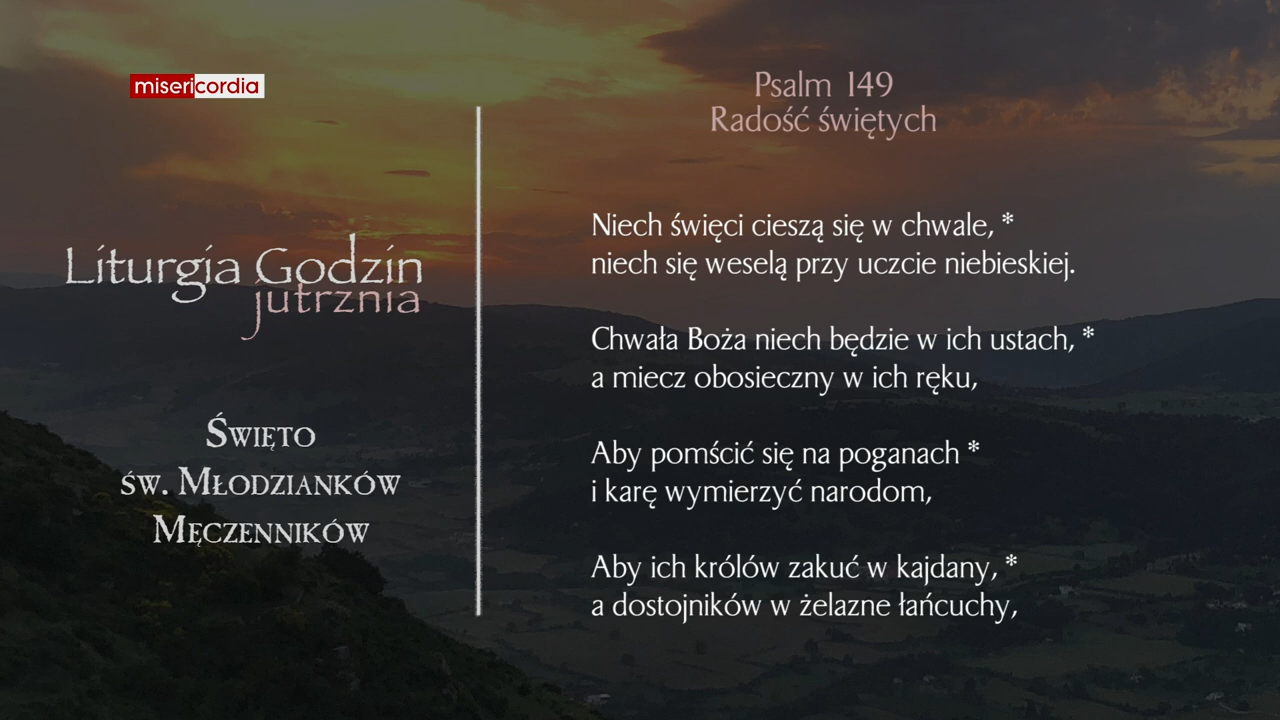 misericordia
Liturgia Godzin
jutrznia
Święto
św. Młodzianków
Męczenników
Psalm 149
Radość świętych
Niech święci cieszą się w chwale, *
niech się weselą przy uczcie niebieskiej.
Chwała Boża niech będzie w ich ustach, *
a miecz obosieczny w ich ręku,
Aby pomścić się na poganach *
i karę wymierzyć narodom,
Aby ich królów zakuć w kajdany, *
a dostojników w żelazne łańcuchy,